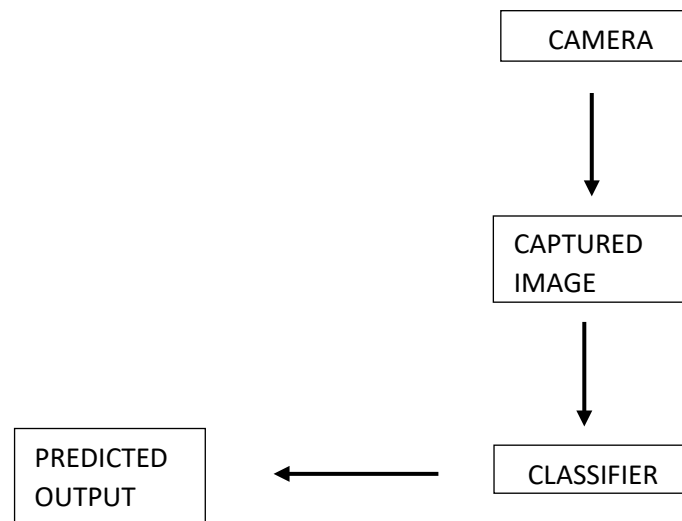 CAMERA
CAPTURED
IMAGE
CLASSIFIER
PREDICTED
OUTPUT